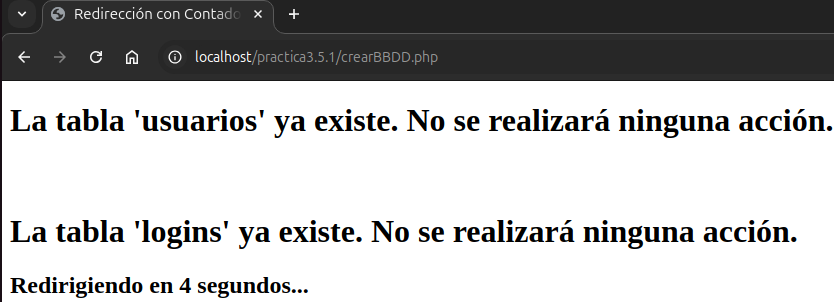 Redirección con Contado
localhost/practica3.5.1/crearBBDD.php
La tabla 'usuarios' ya existe. No se realizará ninguna acción.
La tabla 'logins' ya existe. No se realizará ninguna acción.
Redirigiendo en 4 segundos...